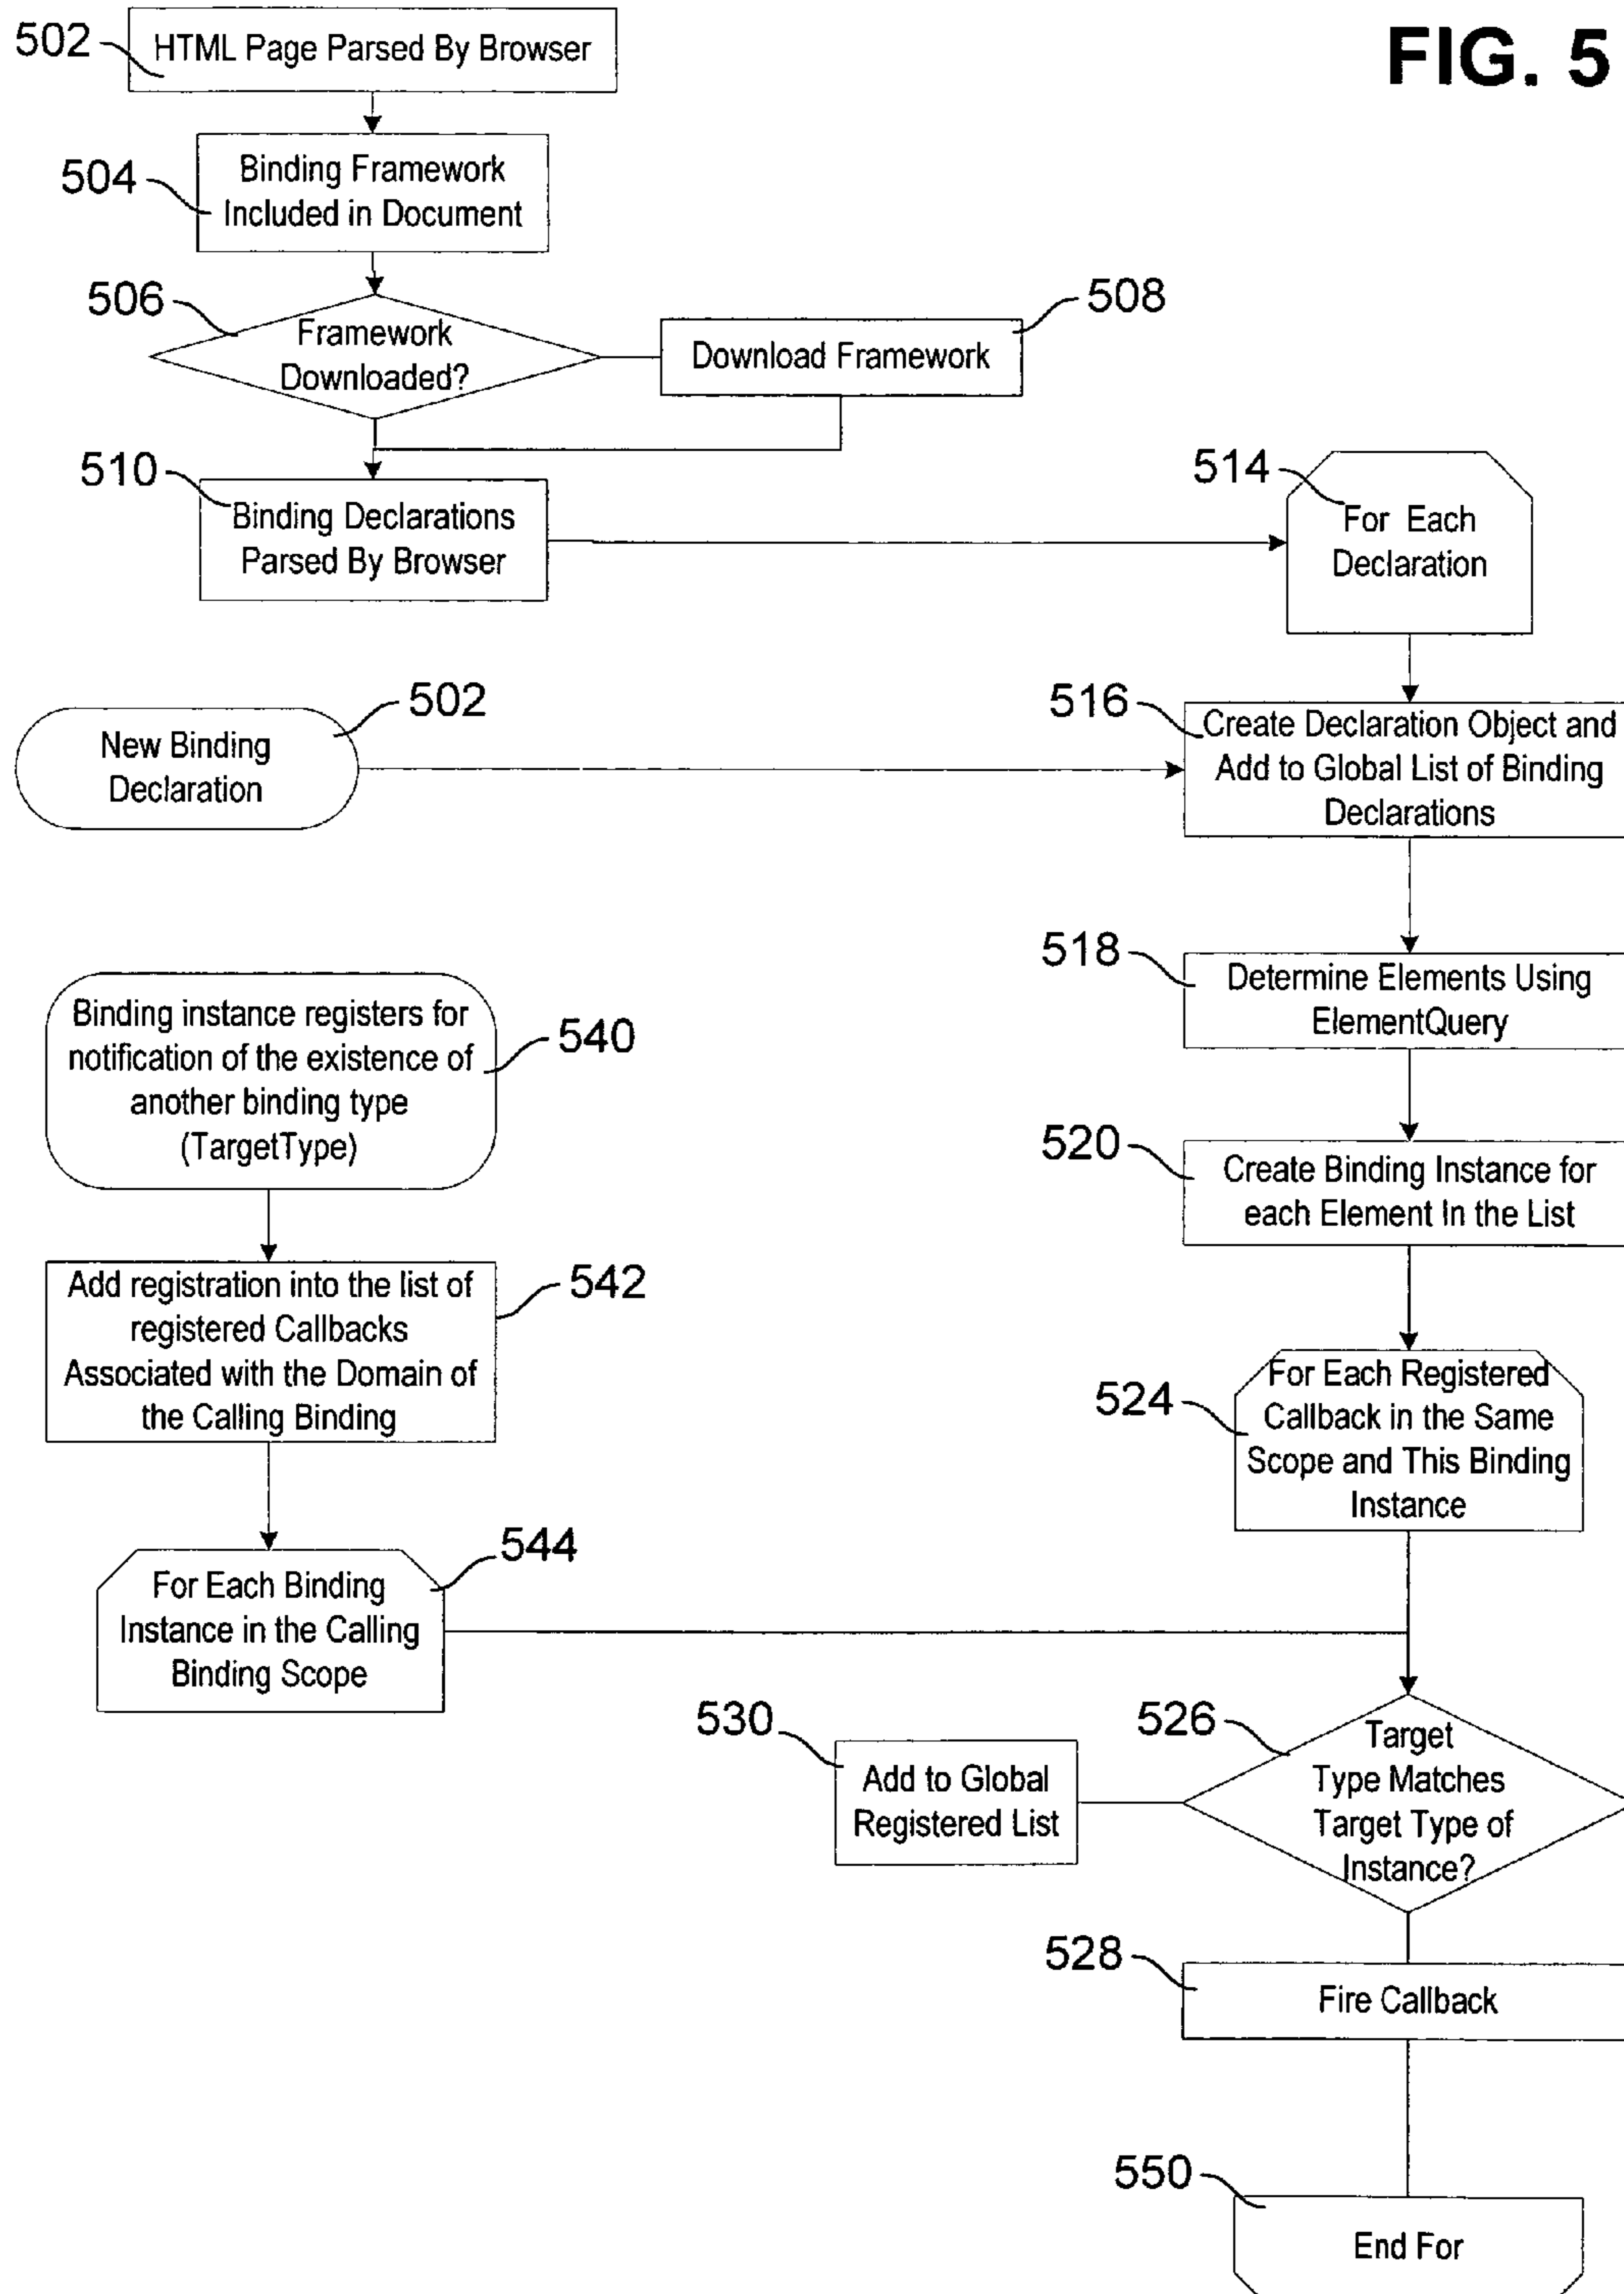 FIG. 5
502
HTML Page Parsed By Browser
504
Binding Framework
Included in Document
506
Framework
Downloaded?
508
Download Framework
510
Binding Declarations
Parsed By Browser
514
For Each
Declaration
502
New Binding
Declaration
516
Create Declaration Object and
Add to Global List of Binding
Declarations
518
Determine Elements Using
ElementQuery
540
Binding instance registers for
notification of the existence of
another binding type
(TargetType)
520
Create Binding Instance for
each Element In the List
542
Add registration into the list of
registered Callbacks
Associated with the Domain of
the Calling Binding
524
For Each Registered
Callback in the Same
Scope and This Binding
Instance
544
For Each Binding
Instance in the Calling
Binding Scope
530
Add to Global
Registered List
526
Target
Type Matches
Target Type of
Instance?
528
Fire Callback
550
End For